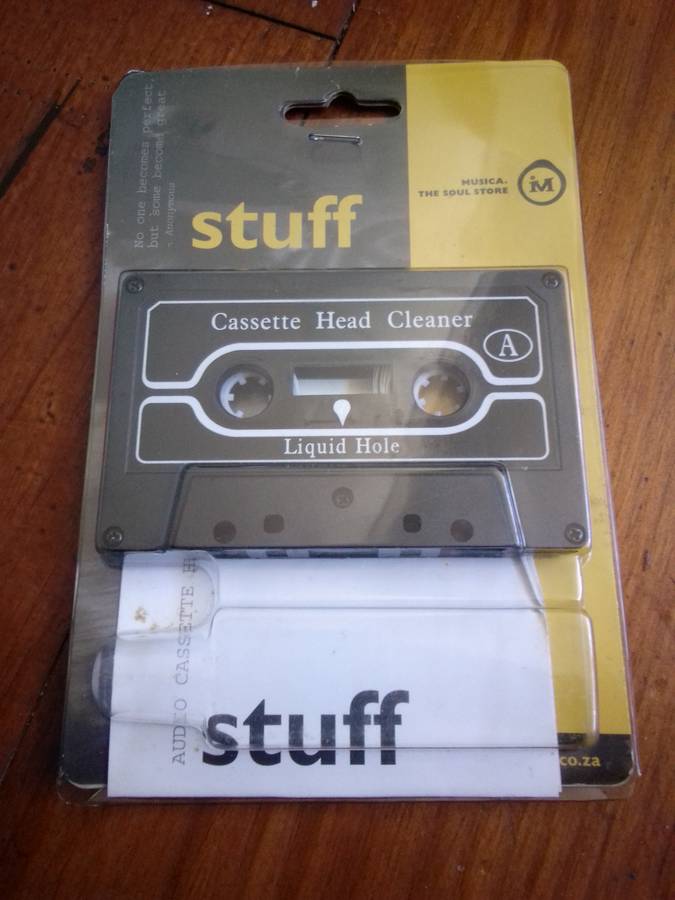 No one becomes perfect,
but some become great
- Anonymous
stuff
MUSICA.
THE SOUL STORE
M
Cassette Head Cleaner
A
Liquid Hole
AUDIO CASSETTE
stuff
co.za